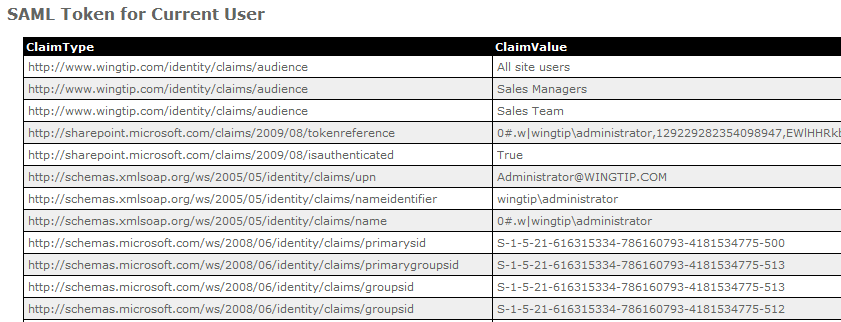 SAML Token for Current User
ClaimType ClaimValue
http://www.wingtip.com/identity/claims/audience All site users
http://www.wingtip.com/identity/claims/audience Sales Managers
http://www.wingtip.com/identity/claims/audience Sales Team
http://sharepoint.microsoft.com/claims/2009/08/tokenreference 0#.w|wingtip\administrator,129229282354098947,EWlHHRkb
http://sharepoint.microsoft.com/claims/2009/08/isauthenticated True
http://schemas.xmlsoap.org/ws/2005/05/identity/claims/upn Administrator@WINGTIP.COM
http://schemas.xmlsoap.org/ws/2005/05/identity/claims/nameidentifier wingtip\administrator
http://schemas.xmlsoap.org/ws/2005/05/identity/claims/name 0#.w|wingtip\administrator
http://schemas.microsoft.com/ws/2008/06/identity/claims/primarysid S-1-5-21-616315334-786160793-4181534775-500
http://schemas.microsoft.com/ws/2008/06/identity/claims/primarygroupsid S-1-5-21-616315334-786160793-4181534775-513
http://schemas.microsoft.com/ws/2008/06/identity/claims/groupsid S-1-5-21-616315334-786160793-4181534775-513
http://schemas.microsoft.com/ws/2008/06/identity/claims/groupsid S-1-5-21-616315334-786160793-4181534775-512